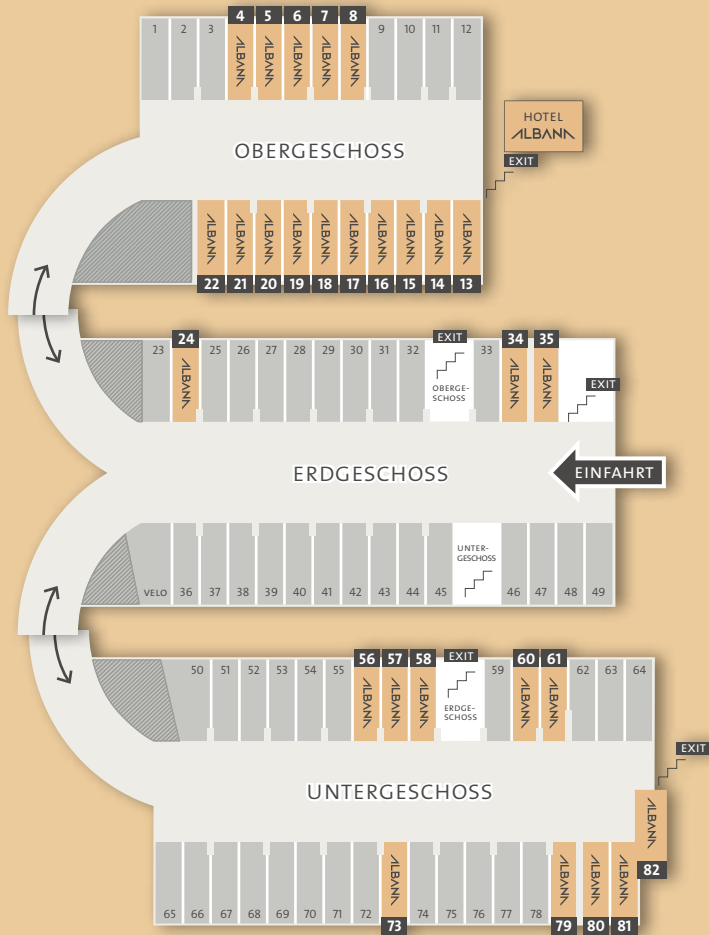 1 2 3 4 5 6 7 8 9 10 11 12
ALBANA ALBANA ALBANA ALBANA ALBANA
HOTEL
ALBANA
EXIT
OBERGESCHOSS
ALBANA ALBANA ALBANA ALBANA ALBANA ALBANA ALBANA ALBANA ALBANA ALBANA
22 21 20 19 18 17 16 15 14 13
23 24 25 26 27 28 29 30 31 32 EXIT 33 34 35
ALBANA ALBANA ALBANA
OBERGE-
SCHOSS
EXIT
ERDGESCHOSS
EINFAHRT
UNTER-
GESCHOSS
VELO 36 37 38 39 40 41 42 43 44 45 46 47 48 49
50 51 52 53 54 55 56 57 58 EXIT 59 60 61 62 63 64
ALBANA ALBANA ALBANA ALBANA ALBANA
ERDGE-
SCHOSS
EXIT
UNTERGESCHOSS
ALBANA
82
ALBANA ALBANA ALBANA ALBANA
65 66 67 68 69 70 71 72 73 74 75 76 77 78 79 80 81